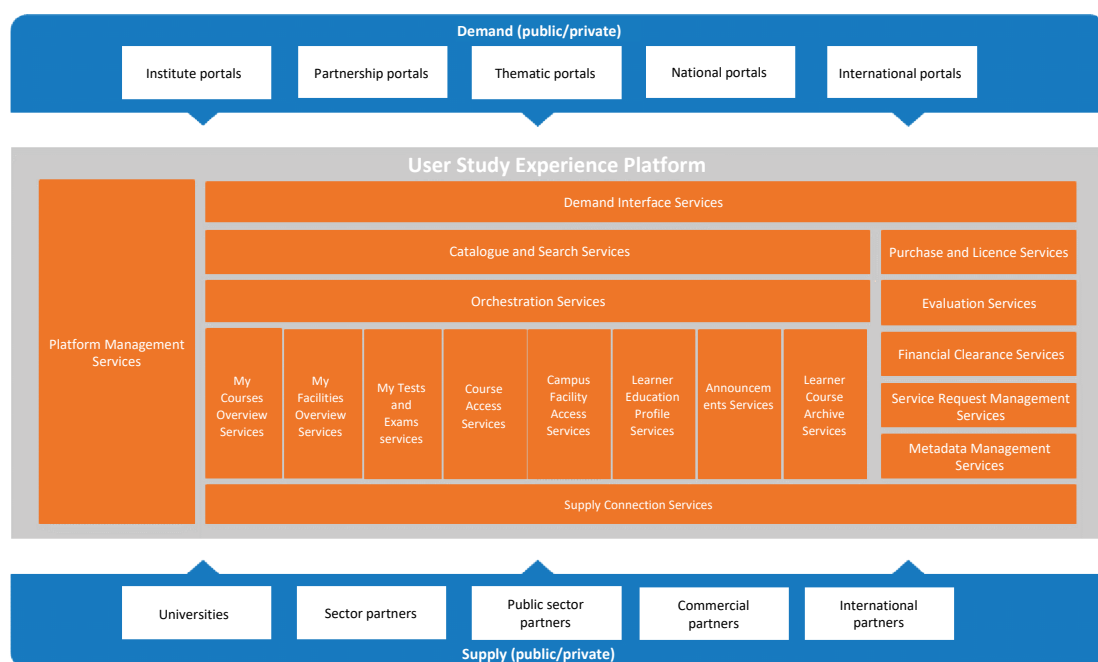 Demand (public/private)
Institute portals
Partnership portals
Thematic portals
National portals
International portals
User Study Experience Platform
Platform Management
Services
Demand Interface Services
Catalogue and Search Services
Purchase and Licence Services
Orchestration Services
Evaluation Services
My
Courses
Overview
Services
My
Facilities
Overview
Services
My Tests
and
Exams
services
Course
Access
Services
Campus
Facility
Access
Services
Learner
Education
Profile
Services
Announcem
ents Services
Learner
Course
Archive
Services
Financial Clearance Services
Service Request Management
Services
Metadata Management
Services
Supply Connection Services
Universities
Sector partners
Public sector
partners
Commercial
partners
International
partners
Supply (public/private)